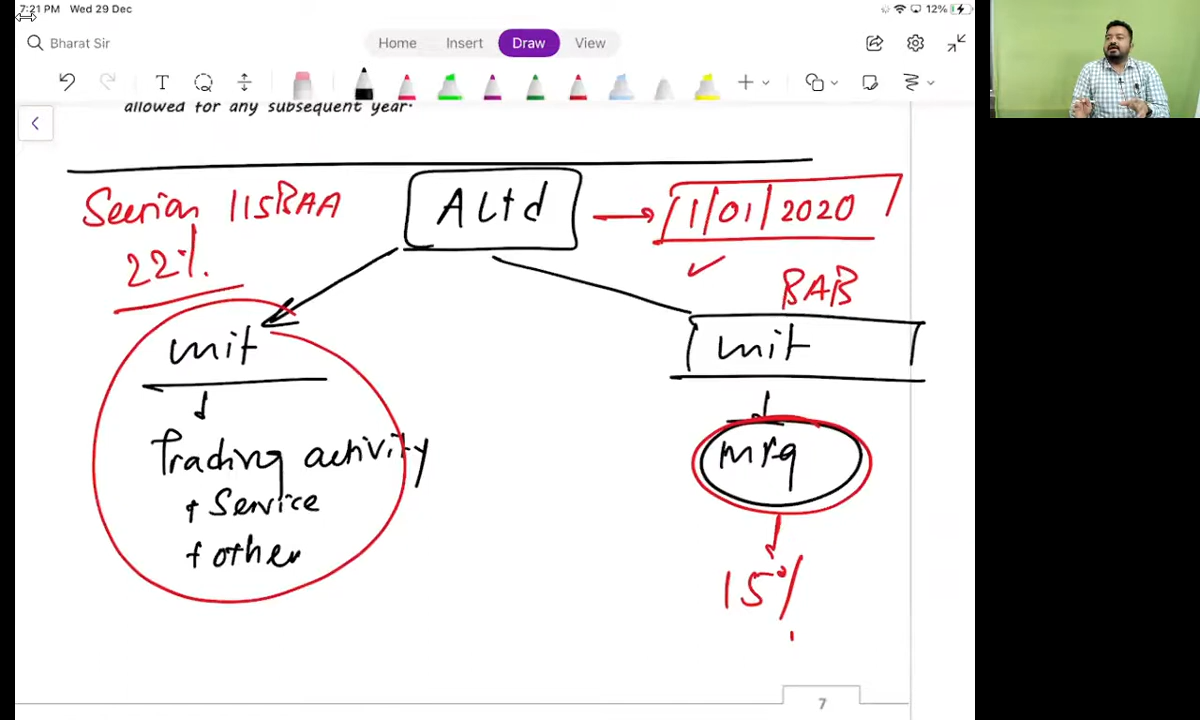 7:21 PM Wed 29 Dec
12%
Bharat Sir
Home Insert Draw View
allowed for any subsequent year.
Section 115BAA
22%
A Ltd
1/01/2020
BAB
unit
unit
Trading activity
+ Service
+ other
mfg
15%
7